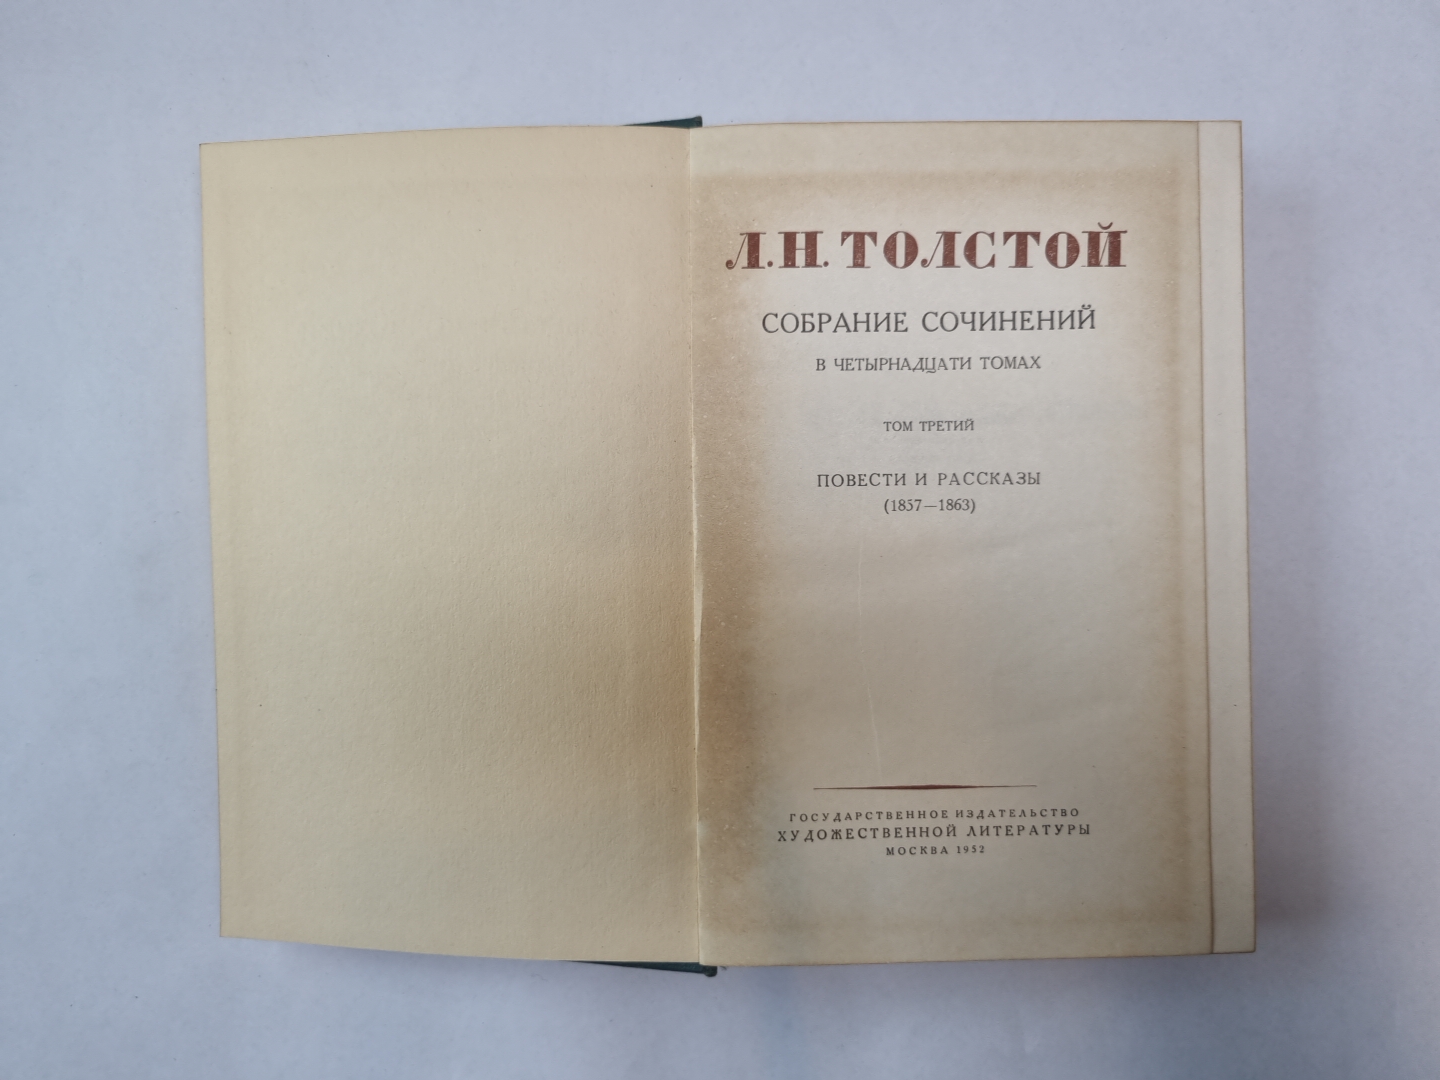 Л.Н.ТОЛСТОЙ
СОБРАНИЕ СОЧИНЕНИЙ
В ЧЕТЫРНАДЦАТИ ТОМАХ
ТОМ ТРЕТИЙ
ПОВЕСТИ И РАССКАЗЫ
(1857—1863)
ГОСУДАРСТВЕННОЕ ИЗДАТЕЛЬСТВО
ХУДОЖЕСТВЕННОЙ ЛИТЕРАТУРЫ
МОСКВА 1952